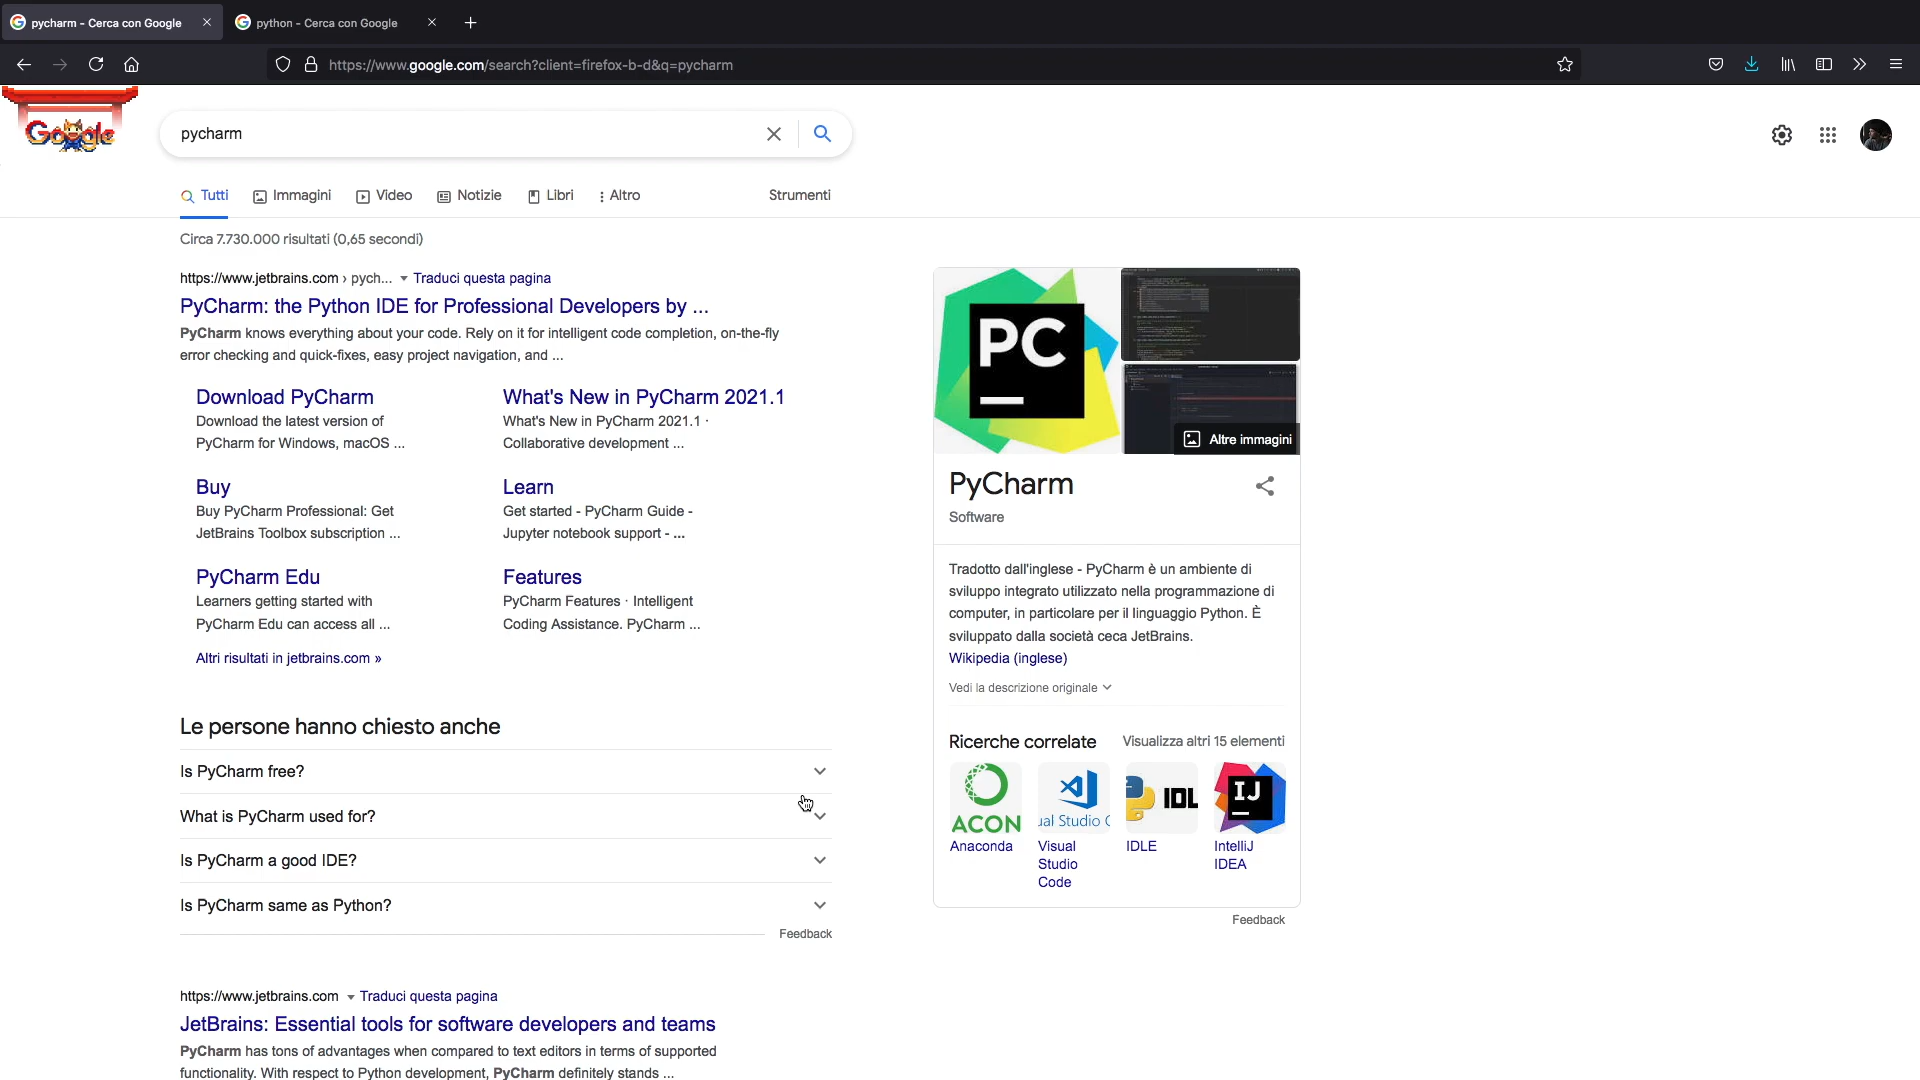 pycharm - Cerca con Google
python - Cerca con Google
https://www.google.com/search?client=firefox-b-d&q=pycharm
Google
pycharm
Tutti
Immagini
Video
Notizie
Libri
Altro
Strumenti
Circa 7.730.000 risultati (0,65 secondi)
https://www.jetbrains.com › pych... Traduci questa pagina
PyCharm: the Python IDE for Professional Developers by ...
PyCharm knows everything about your code. Rely on it for intelligent code completion, on-the-fly
error checking and quick-fixes, easy project navigation, and ...
Download PyCharm
Download the latest version of
PyCharm for Windows, macOS ...
What's New in PyCharm 2021.1
What's New in PyCharm 2021.1 ·
Collaborative development ...
Buy
Buy PyCharm Professional: Get
JetBrains Toolbox subscription ...
Learn
Get started - PyCharm Guide -
Jupyter notebook support - ...
PyCharm Edu
Learners getting started with
PyCharm Edu can access all ...
Features
PyCharm Features · Intelligent
Coding Assistance. PyCharm ...
Altri risultati in jetbrains.com »
Le persone hanno chiesto anche
Is PyCharm free?
What is PyCharm used for?
Is PyCharm a good IDE?
Is PyCharm same as Python?
Feedback
https://www.jetbrains.com Traduci questa pagina
JetBrains: Essential tools for software developers and teams
PyCharm has tons of advantages when compared to text editors in terms of supported
functionality. With respect to Python development, PyCharm definitely stands ...
PC
Altre immagini
PyCharm
Software
Tradotto dall'inglese - PyCharm è un ambiente di
sviluppo integrato utilizzato nella programmazione di
computer, in particolare per il linguaggio Python. È
sviluppato dalla società ceca JetBrains.
Wikipedia (inglese)
Vedi la descrizione originale
Ricerche correlate
Visualizza altri 15 elementi
ACON
ual Studio C
IDL
IJ
Anaconda
Visual
Studio
Code
IDLE
IntelliJ
IDEA
Feedback